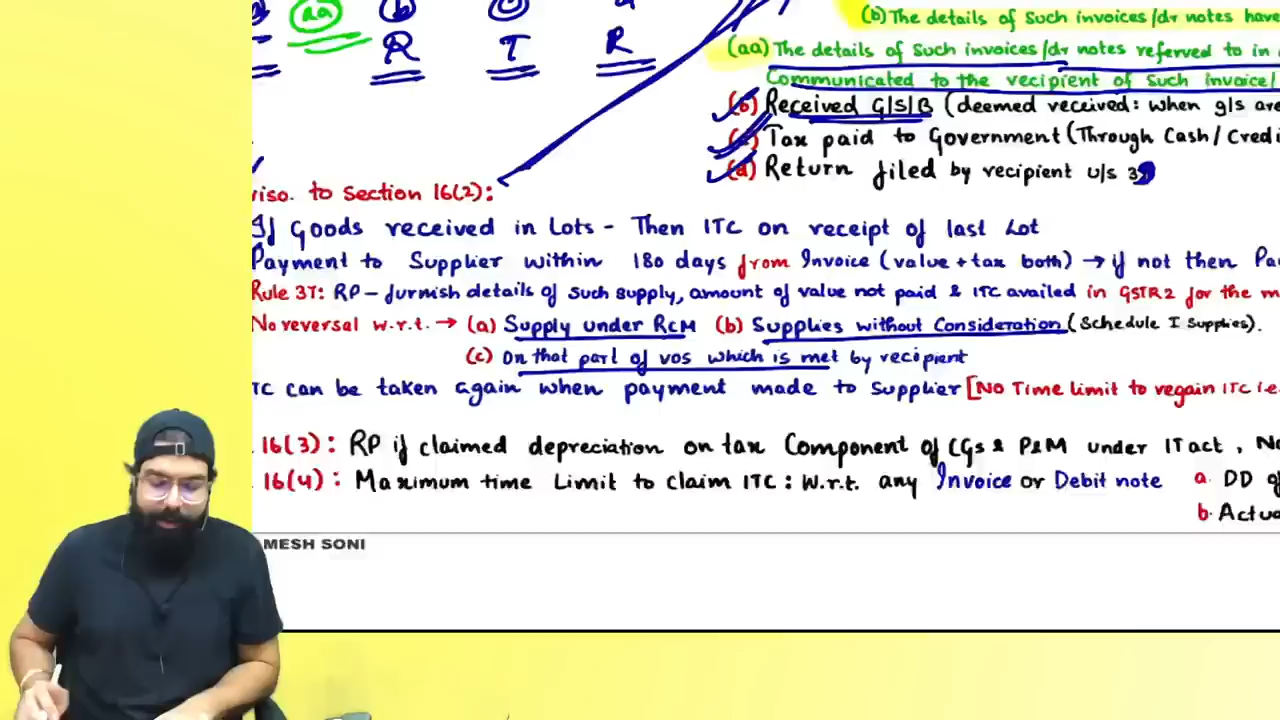 aa b c
R T R
(b) The details of such invoices/dr notes have
(aa) The details of such invoices/dr notes referred to in
Communicated to the recipient of such invoice/
(b) Received G/S/B (deemed received: when g/s are
(c) Tax paid to Government (Through Cash/Credi
(d) Return filed by recipient u/s 39
viso. to Section 16(2):
If Goods received in Lots - Then ITC on receipt of last Lot
Payment to Supplier within 180 days from Invoice (value + tax both) → if not then Pa
Rule 37: RP - furnish details of such supply, amount of value not paid & ITC availed in GSTR2 for the m
No reversal w.r.t. → (a) Supply under RCM (b) Supplies without Consideration (Schedule I Supplies).
(c) On that part of VOS which is met by recipient
TC can be taken again when payment made to Supplier [No Time limit to regain ITC i.e.
16(3): RP if claimed depreciation on tax Component of CGs & P&M under IT act, No
16(4): Maximum time Limit to claim ITC: W.r.t. any Invoice or Debit note a. DD of
b. Actua
MESH SONI